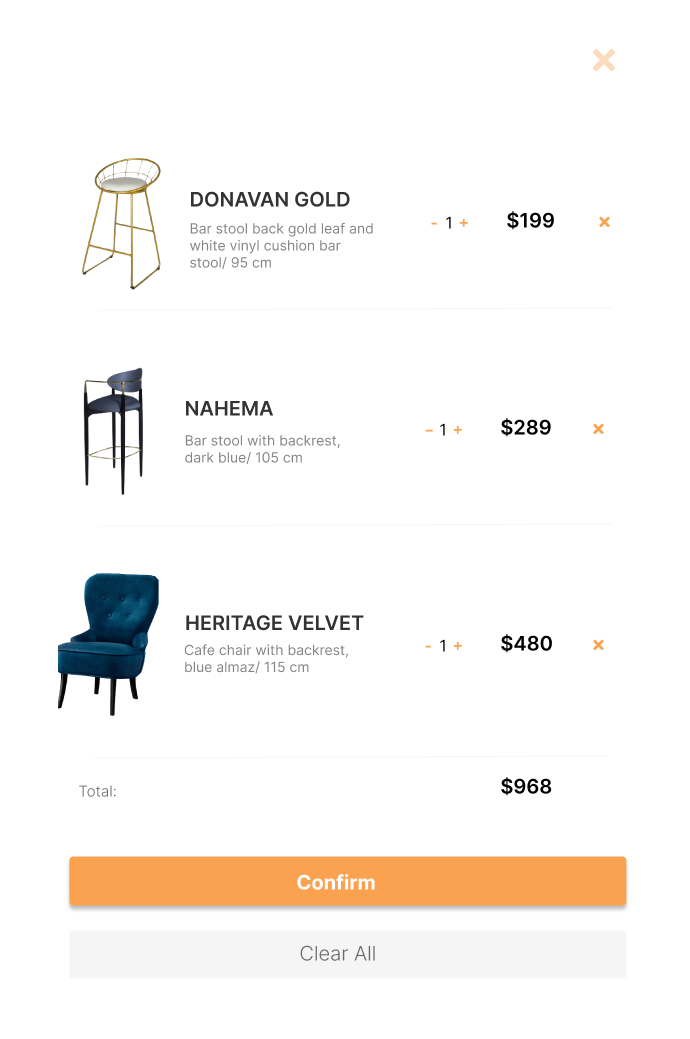 DONAVAN GOLD
Bar stool back gold leaf and
white vinyl cushion bar
stool/ 95 cm
- 1 + $199
NAHEMA
Bar stool with backrest,
dark blue/ 105 cm
- 1 + $289
HERITAGE VELVET
Cafe chair with backrest,
blue almaz/ 115 cm
- 1 + $480
Total: $968
Confirm
Clear All